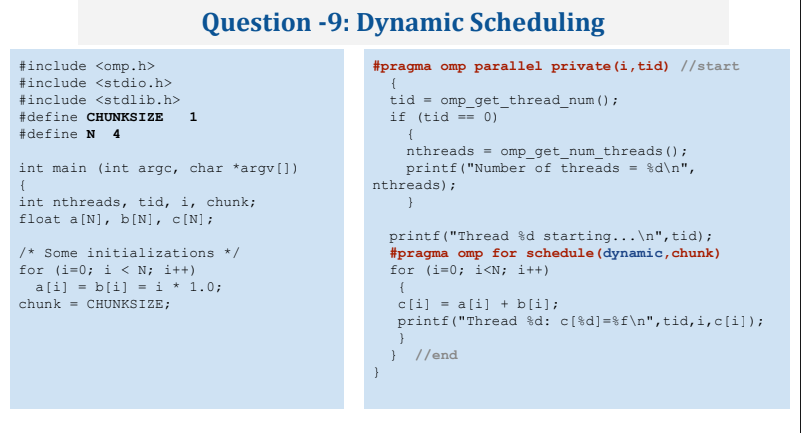 Question -9: Dynamic Scheduling
#include <omp.h>
#include <stdio.h>
#include <stdlib.h>
#define CHUNKSIZE   1
#define N  4

int main (int argc, char *argv[])
{
int nthreads, tid, i, chunk;
float a[N], b[N], c[N];

/* Some initializations */
for (i=0; i < N; i++)
  a[i] = b[i] = i * 1.0;
chunk = CHUNKSIZE;

#pragma omp parallel private(i,tid) //start
  {
  tid = omp_get_thread_num();
  if (tid == 0)
    {
    nthreads = omp_get_num_threads();
    printf("Number of threads = %d\n",
nthreads);
    }

  printf("Thread %d starting...\n",tid);
  #pragma omp for schedule(dynamic,chunk)
  for (i=0; i<N; i++)
   {
   c[i] = a[i] + b[i];
   printf("Thread %d: c[%d]=%f\n",tid,i,c[i]);
   }
  }  //end
}